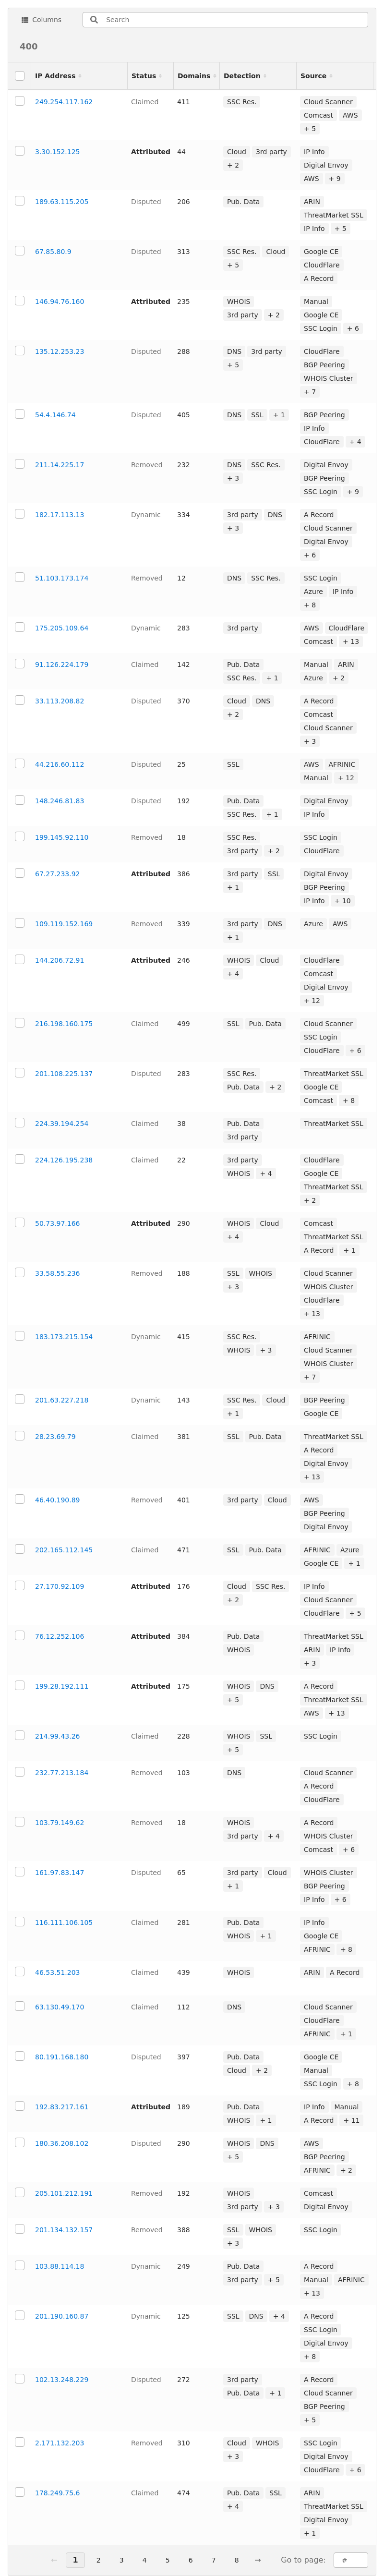 Columns Search
400
IP Address Status Domains Detection Source
249.254.117.162 Claimed 411 SSC Res. Cloud Scanner
Comcast AWS
+ 5
3.30.152.125 Attributed 44 Cloud 3rd party IP Info
+ 2 Digital Envoy
AWS + 9
189.63.115.205 Disputed 206 Pub. Data ARIN
ThreatMarket SSL
IP Info + 5
67.85.80.9 Disputed 313 SSC Res. Cloud Google CE
+ 5 CloudFlare
A Record
146.94.76.160 Attributed 235 WHOIS Manual
3rd party + 2 Google CE
SSC Login + 6
135.12.253.23 Disputed 288 DNS 3rd party CloudFlare
+ 5 BGP Peering
WHOIS Cluster
+ 7
54.4.146.74 Disputed 405 DNS SSL + 1 BGP Peering
IP Info
CloudFlare + 4
211.14.225.17 Removed 232 DNS SSC Res. Digital Envoy
+ 3 BGP Peering
SSC Login + 9
182.17.113.13 Dynamic 334 3rd party DNS A Record
+ 3 Cloud Scanner
Digital Envoy
+ 6
51.103.173.174 Removed 12 DNS SSC Res. SSC Login
Azure IP Info
+ 8
175.205.109.64 Dynamic 283 3rd party AWS CloudFlare
Comcast + 13
91.126.224.179 Claimed 142 Pub. Data Manual ARIN
SSC Res. + 1 Azure + 2
33.113.208.82 Disputed 370 Cloud DNS A Record
+ 2 Comcast
Cloud Scanner
+ 3
44.216.60.112 Disputed 25 SSL AWS AFRINIC
Manual + 12
148.246.81.83 Disputed 192 Pub. Data Digital Envoy
SSC Res. + 1 IP Info
199.145.92.110 Removed 18 SSC Res. SSC Login
3rd party + 2 CloudFlare
67.27.233.92 Attributed 386 3rd party SSL Digital Envoy
+ 1 BGP Peering
IP Info + 10
109.119.152.169 Removed 339 3rd party DNS Azure AWS
+ 1
144.206.72.91 Attributed 246 WHOIS Cloud CloudFlare
+ 4 Comcast
Digital Envoy
+ 12
216.198.160.175 Claimed 499 SSL Pub. Data Cloud Scanner
SSC Login
CloudFlare + 6
201.108.225.137 Disputed 283 SSC Res. ThreatMarket SSL
Pub. Data + 2 Google CE
Comcast + 8
224.39.194.254 Claimed 38 Pub. Data ThreatMarket SSL
3rd party
224.126.195.238 Claimed 22 3rd party CloudFlare
WHOIS + 4 Google CE
ThreatMarket SSL
+ 2
50.73.97.166 Attributed 290 WHOIS Cloud Comcast
+ 4 ThreatMarket SSL
A Record + 1
33.58.55.236 Removed 188 SSL WHOIS Cloud Scanner
+ 3 WHOIS Cluster
CloudFlare
+ 13
183.173.215.154 Dynamic 415 SSC Res. AFRINIC
WHOIS + 3 Cloud Scanner
WHOIS Cluster
+ 7
201.63.227.218 Dynamic 143 SSC Res. Cloud BGP Peering
+ 1 Google CE
28.23.69.79 Claimed 381 SSL Pub. Data ThreatMarket SSL
A Record
Digital Envoy
+ 13
46.40.190.89 Removed 401 3rd party Cloud AWS
BGP Peering
Digital Envoy
202.165.112.145 Claimed 471 SSL Pub. Data AFRINIC Azure
Google CE + 1
27.170.92.109 Attributed 176 Cloud SSC Res. IP Info
+ 2 Cloud Scanner
CloudFlare + 5
76.12.252.106 Attributed 384 Pub. Data ThreatMarket SSL
WHOIS ARIN IP Info
+ 3
199.28.192.111 Attributed 175 WHOIS DNS A Record
+ 5 ThreatMarket SSL
AWS + 13
214.99.43.26 Claimed 228 WHOIS SSL SSC Login
+ 5
232.77.213.184 Removed 103 DNS Cloud Scanner
A Record
CloudFlare
103.79.149.62 Removed 18 WHOIS A Record
3rd party + 4 WHOIS Cluster
Comcast + 6
161.97.83.147 Disputed 65 3rd party Cloud WHOIS Cluster
+ 1 BGP Peering
IP Info + 6
116.111.106.105 Claimed 281 Pub. Data IP Info
WHOIS + 1 Google CE
AFRINIC + 8
46.53.51.203 Claimed 439 WHOIS ARIN A Record
63.130.49.170 Claimed 112 DNS Cloud Scanner
CloudFlare
AFRINIC + 1
80.191.168.180 Disputed 397 Pub. Data Google CE
Cloud + 2 Manual
SSC Login + 8
192.83.217.161 Attributed 189 Pub. Data IP Info Manual
WHOIS + 1 A Record + 11
180.36.208.102 Disputed 290 WHOIS DNS AWS
+ 5 BGP Peering
AFRINIC + 2
205.101.212.191 Removed 192 WHOIS Comcast
3rd party + 3 Digital Envoy
201.134.132.157 Removed 388 SSL WHOIS SSC Login
+ 3
103.88.114.18 Dynamic 249 Pub. Data A Record
3rd party + 5 Manual AFRINIC
+ 13
201.190.160.87 Dynamic 125 SSL DNS + 4 A Record
SSC Login
Digital Envoy
+ 8
102.13.248.229 Disputed 272 3rd party A Record
Pub. Data + 1 Cloud Scanner
BGP Peering
+ 5
2.171.132.203 Removed 310 Cloud WHOIS SSC Login
+ 3 Digital Envoy
CloudFlare + 6
178.249.75.6 Claimed 474 Pub. Data SSL ARIN
+ 4 ThreatMarket SSL
Digital Envoy
+ 1
← 1 2 3 4 5 6 7 8 → Go to page: #